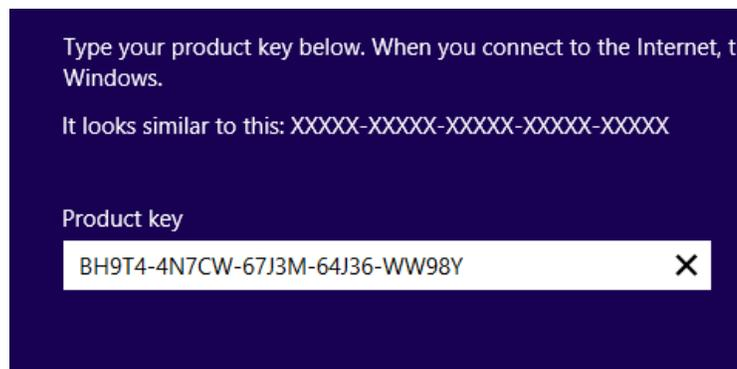 Type your product key below. When you connect to the Internet, t
Windows.
It looks similar to this: XXXXX-XXXXX-XXXXX-XXXXX-XXXXX
Product key
BH9T4-4N7CW-67J3M-64J36-WW98Y